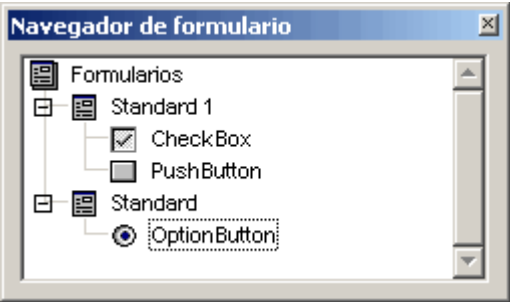 Navegador de formulario
Formularios
Standard 1
CheckBox
PushButton
Standard
OptionButton